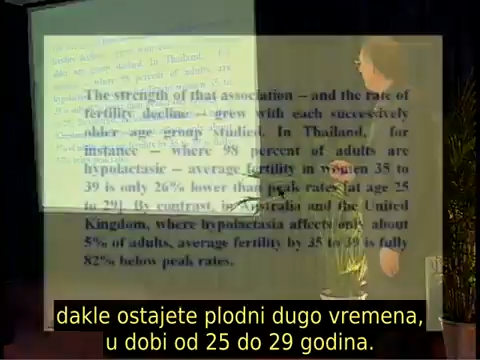 The strength of that association -- and the rate of
fertility decline -- grew with each successively
older age group studied. In Thailand, for
instance -- where 98 percent of adults are
hypolactasic -- average fertility in women 35 to
39 is only 26% lower than peak rates [at age 25
to 29]. By contrast, in Australia and the United
Kingdom, where hypolactasia affects only about
5% of adults, average fertility by 35 to 39 is fully
82% below peak rates.
dakle ostajete plodni dugo vremena,
u dobi od 25 do 29 godina.